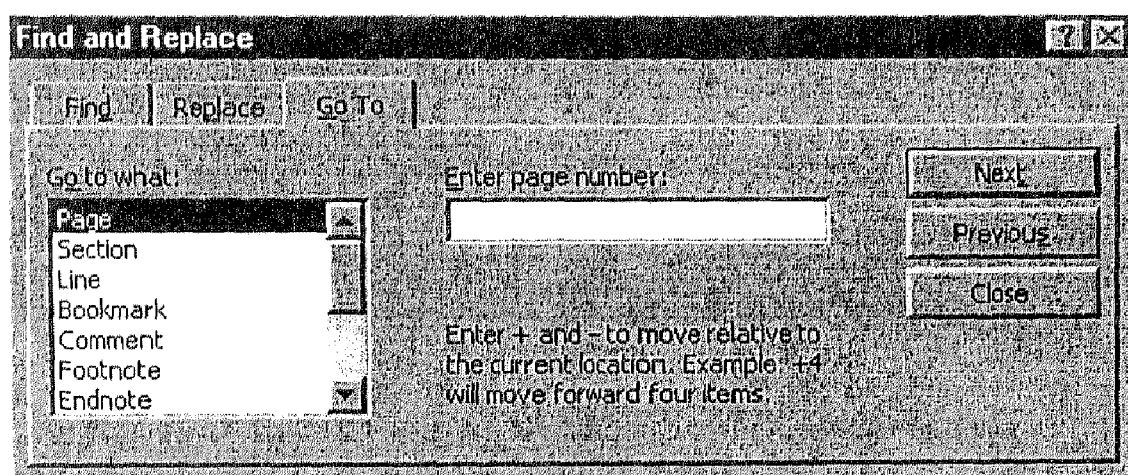 Find and Replace
Find Replace Go To
Go to what:
Page
Section
Line
Bookmark
Comment
Footnote
Endnote
Enter page number:
Enter + and – to move relative to
the current location. Example: +4
will move forward four items.
Next
Previous
Close